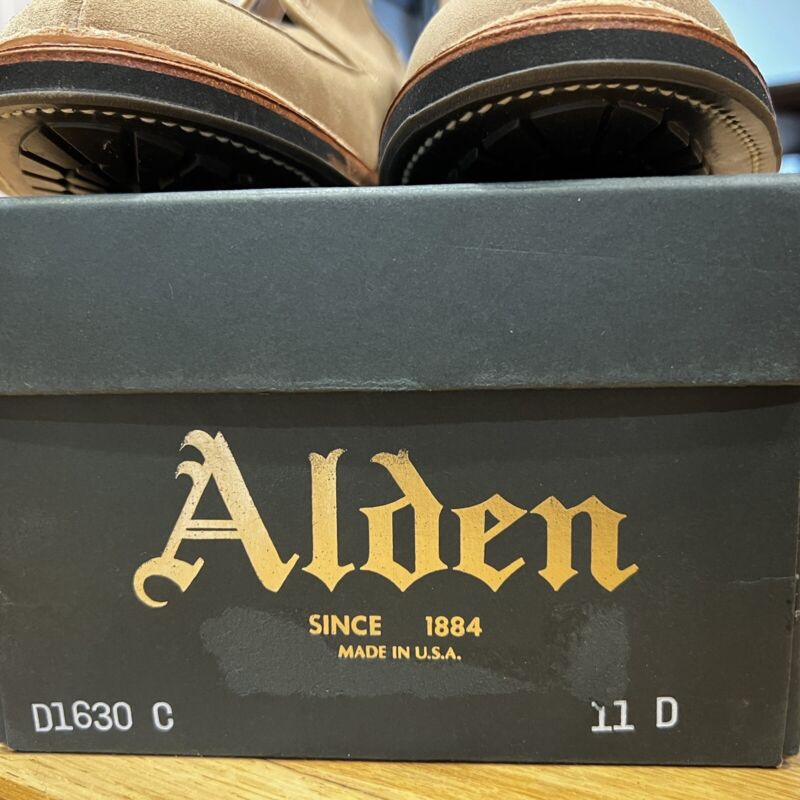 Alden
SINCE 1884
MADE IN U.S.A.
D1630 C 11 D